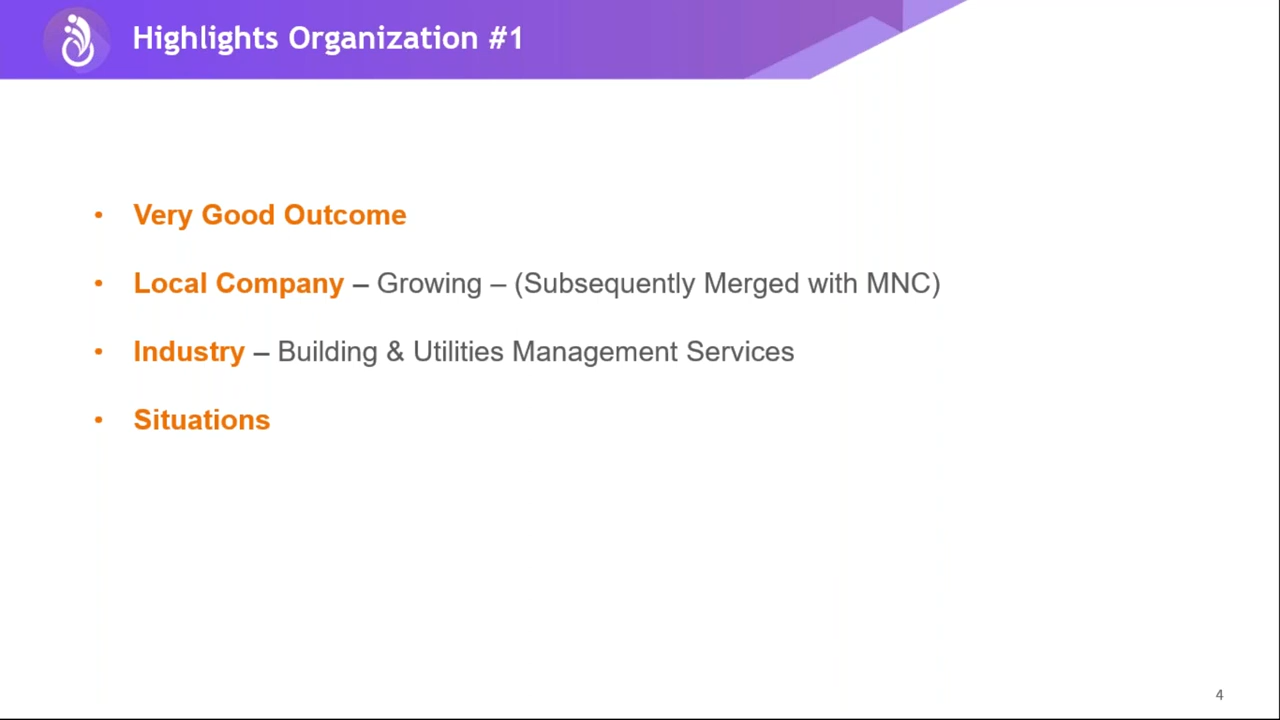 Highlights Organization #1
• Very Good Outcome
• Local Company – Growing – (Subsequently Merged with MNC)
• Industry – Building & Utilities Management Services
• Situations
4